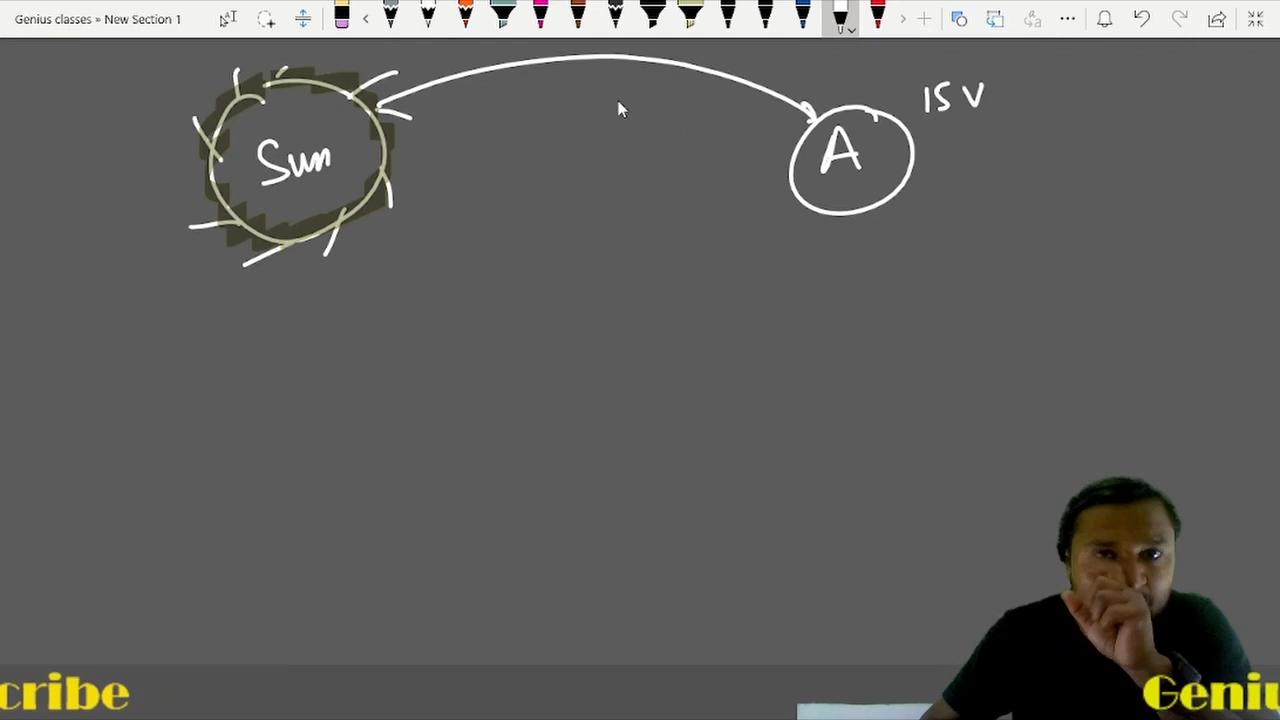 Genius classes » New Section 1
15 V
Sun
A
cribe
Geniu